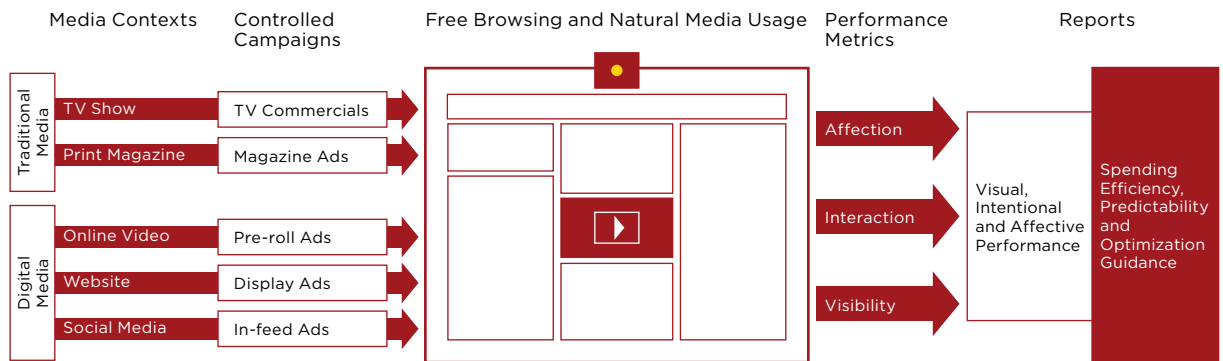 Media Contexts
Controlled
Campaigns
Free Browsing and Natural Media Usage
Performance
Metrics
Reports
Traditional
Media
TV Show
TV Commercials
Print Magazine
Magazine Ads
Digital
Media
Online Video
Pre-roll Ads
Website
Display Ads
Social Media
In-feed Ads
Affection
Interaction
Visibility
Visual,
Intentional
and Affective
Performance
Spending
Efficiency,
Predictability
and
Optimization
Guidance